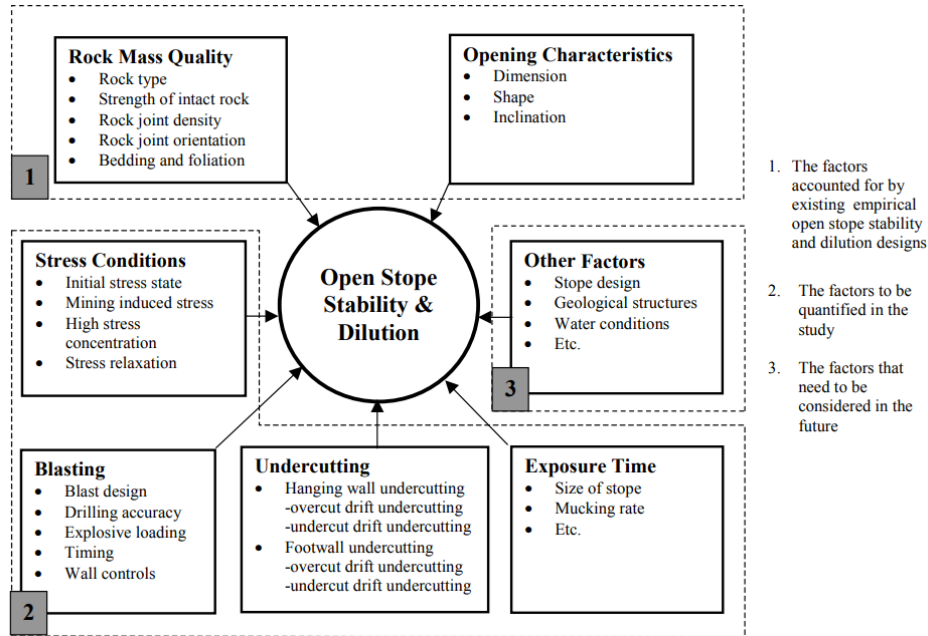 Rock Mass Quality
• Rock type
• Strength of intact rock
• Rock joint density
• Rock joint orientation
• Bedding and foliation
1
Opening Characteristics
• Dimension
• Shape
• Inclination
Stress Conditions
• Initial stress state
• Mining induced stress
• High stress
concentration
• Stress relaxation
Open Stope
Stability &
Dilution
Other Factors
• Stope design
• Geological structures
• Water conditions
• Etc.
3
Blasting
• Blast design
• Drilling accuracy
• Explosive loading
• Timing
• Wall controls
2
Undercutting
• Hanging wall undercutting
-overcut drift undercutting
-undercut drift undercutting
• Footwall undercutting
-overcut drift undercutting
-undercut drift undercutting
Exposure Time
• Size of stope
• Mucking rate
• Etc.
1. The factors
accounted for by
existing empirical
open stope stability
and dilution designs
2. The factors to be
quantified in the
study
3. The factors that
need to be
considered in the
future